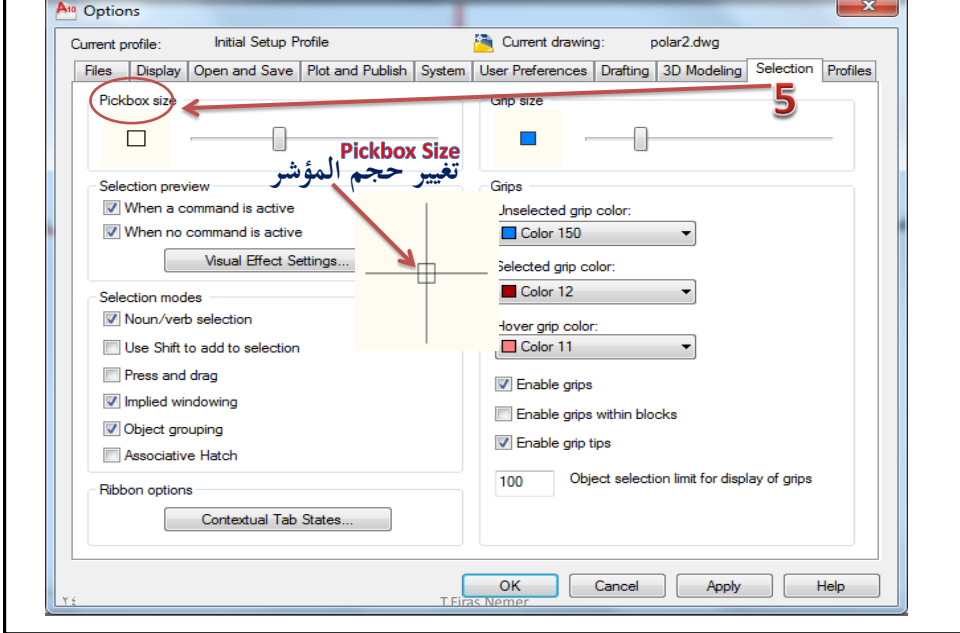 A10 Options
Current profile: Initial Setup Profile Current drawing: polar2.dwg
Files Display Open and Save Plot and Publish System User Preferences Drafting 3D Modeling Selection Profiles
Pickbox size
Grip size
5
Pickbox Size
تغيير حجم المؤشر
Selection preview
When a command is active
When no command is active
Visual Effect Settings...
Selection modes
Noun/verb selection
Use Shift to add to selection
Press and drag
Implied windowing
Object grouping
Associative Hatch
Ribbon options
Contextual Tab States...
Grips
Unselected grip color:
Color 150
Selected grip color:
Color 12
Hover grip color:
Color 11
Enable grips
Enable grips within blocks
Enable grip tips
100 Object selection limit for display of grips
OK Cancel Apply Help
٢٤
T.Firas Nemer